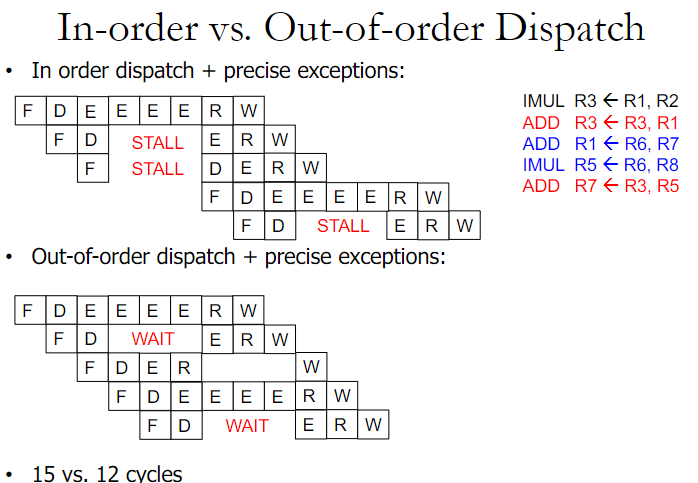 In-order vs. Out-of-order Dispatch
• In order dispatch + precise exceptions:
IMUL R3 ← R1, R2
ADD R3 ← R3, R1
ADD R1 ← R6, R7
IMUL R5 ← R6, R8
ADD R7 ← R3, R5
F D E E E E R W
F D STALL E R W
F STALL D E R W
F D E E E E R W
F D STALL E R W
• Out-of-order dispatch + precise exceptions:
F D E E E E R W
F D WAIT E R W
F D E R W
F D E E E E R W
F D WAIT E R W
• 15 vs. 12 cycles